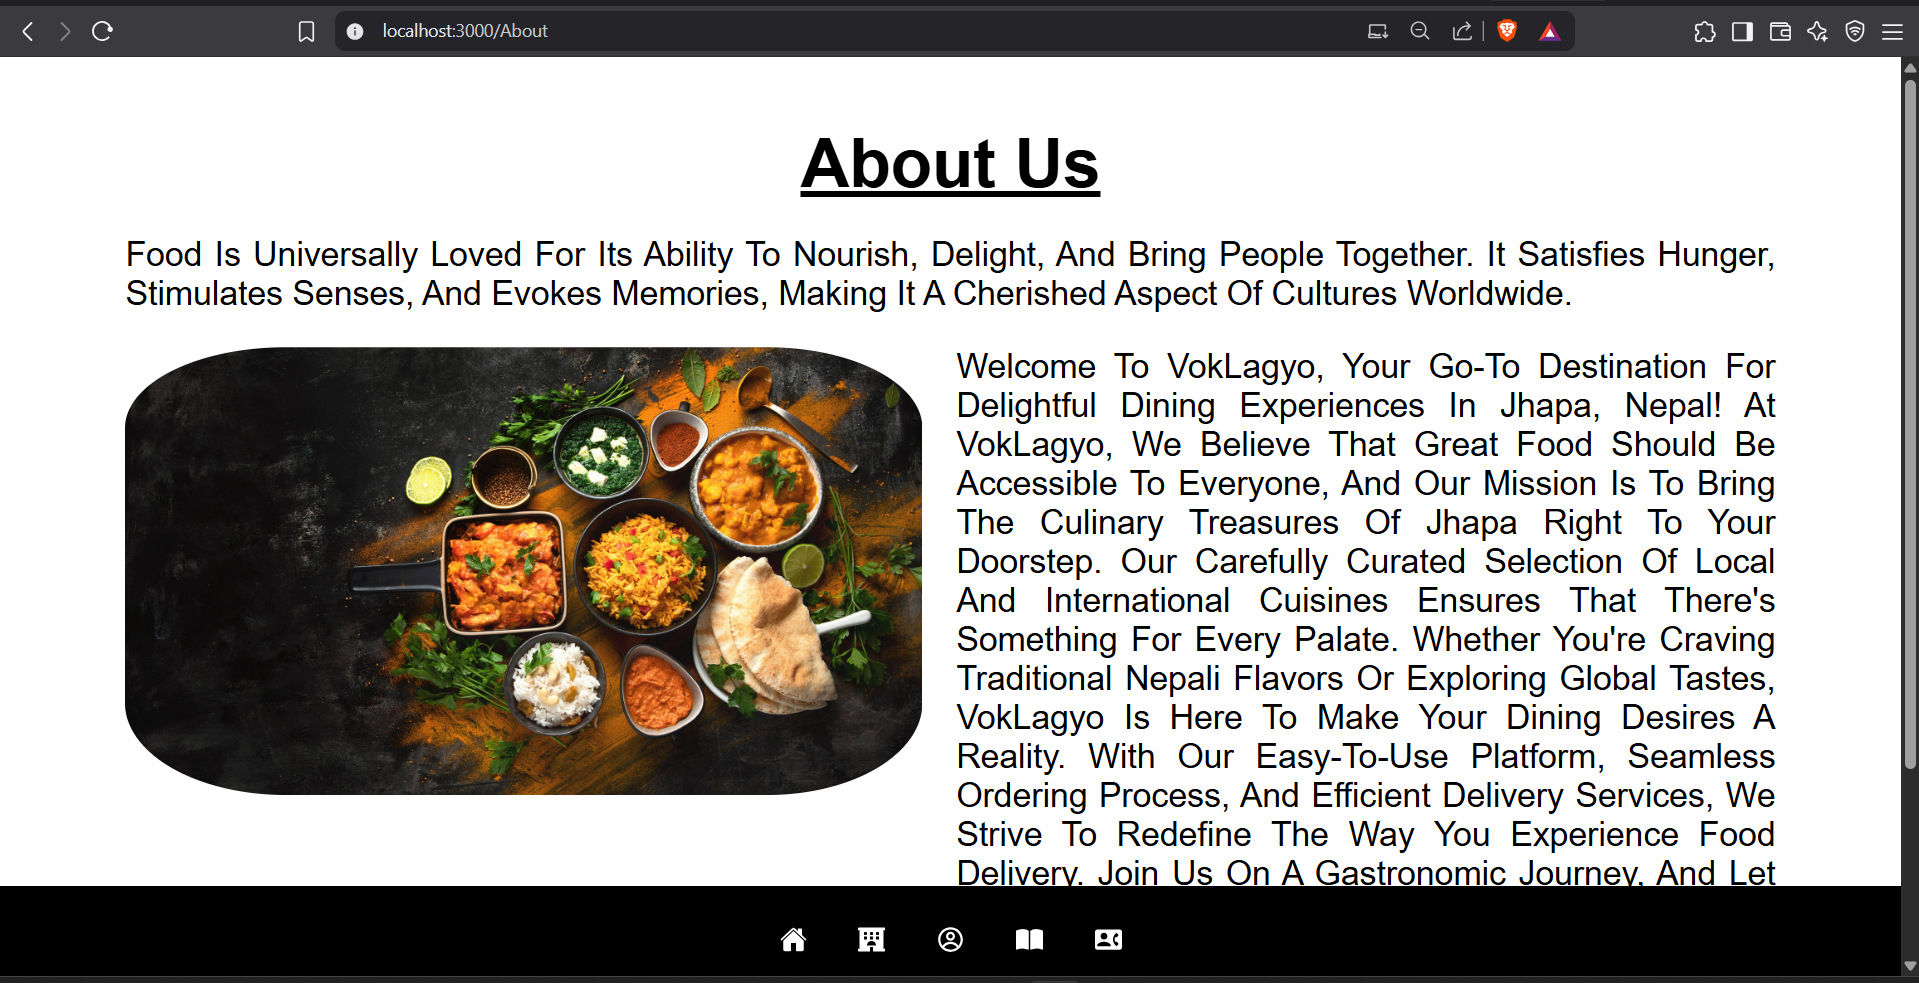 localhost:3000/About
About Us
Food Is Universally Loved For Its Ability To Nourish, Delight, And Bring People Together. It Satisfies Hunger,
Stimulates Senses, And Evokes Memories, Making It A Cherished Aspect Of Cultures Worldwide.
Welcome To VokLagyo, Your Go-To Destination For
Delightful Dining Experiences In Jhapa, Nepal! At
VokLagyo, We Believe That Great Food Should Be
Accessible To Everyone, And Our Mission Is To Bring
The Culinary Treasures Of Jhapa Right To Your
Doorstep. Our Carefully Curated Selection Of Local
And International Cuisines Ensures That There's
Something For Every Palate. Whether You're Craving
Traditional Nepali Flavors Or Exploring Global Tastes,
VokLagyo Is Here To Make Your Dining Desires A
Reality. With Our Easy-To-Use Platform, Seamless
Ordering Process, And Efficient Delivery Services, We
Strive To Redefine The Way You Experience Food
Delivery. Join Us On A Gastronomic Journey, And Let